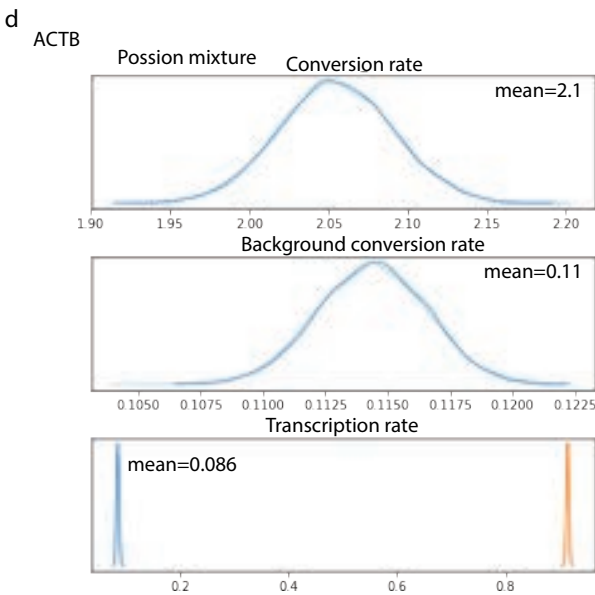 d
ACTB
Possion mixture
Conversion rate
mean=2.1
1.90 1.95 2.00 2.05 2.10 2.15 2.20
Background conversion rate
mean=0.11
0.1050 0.1075 0.1100 0.1125 0.1150 0.1175 0.1200 0.1225
Transcription rate
mean=0.086
0.2 0.4 0.6 0.8